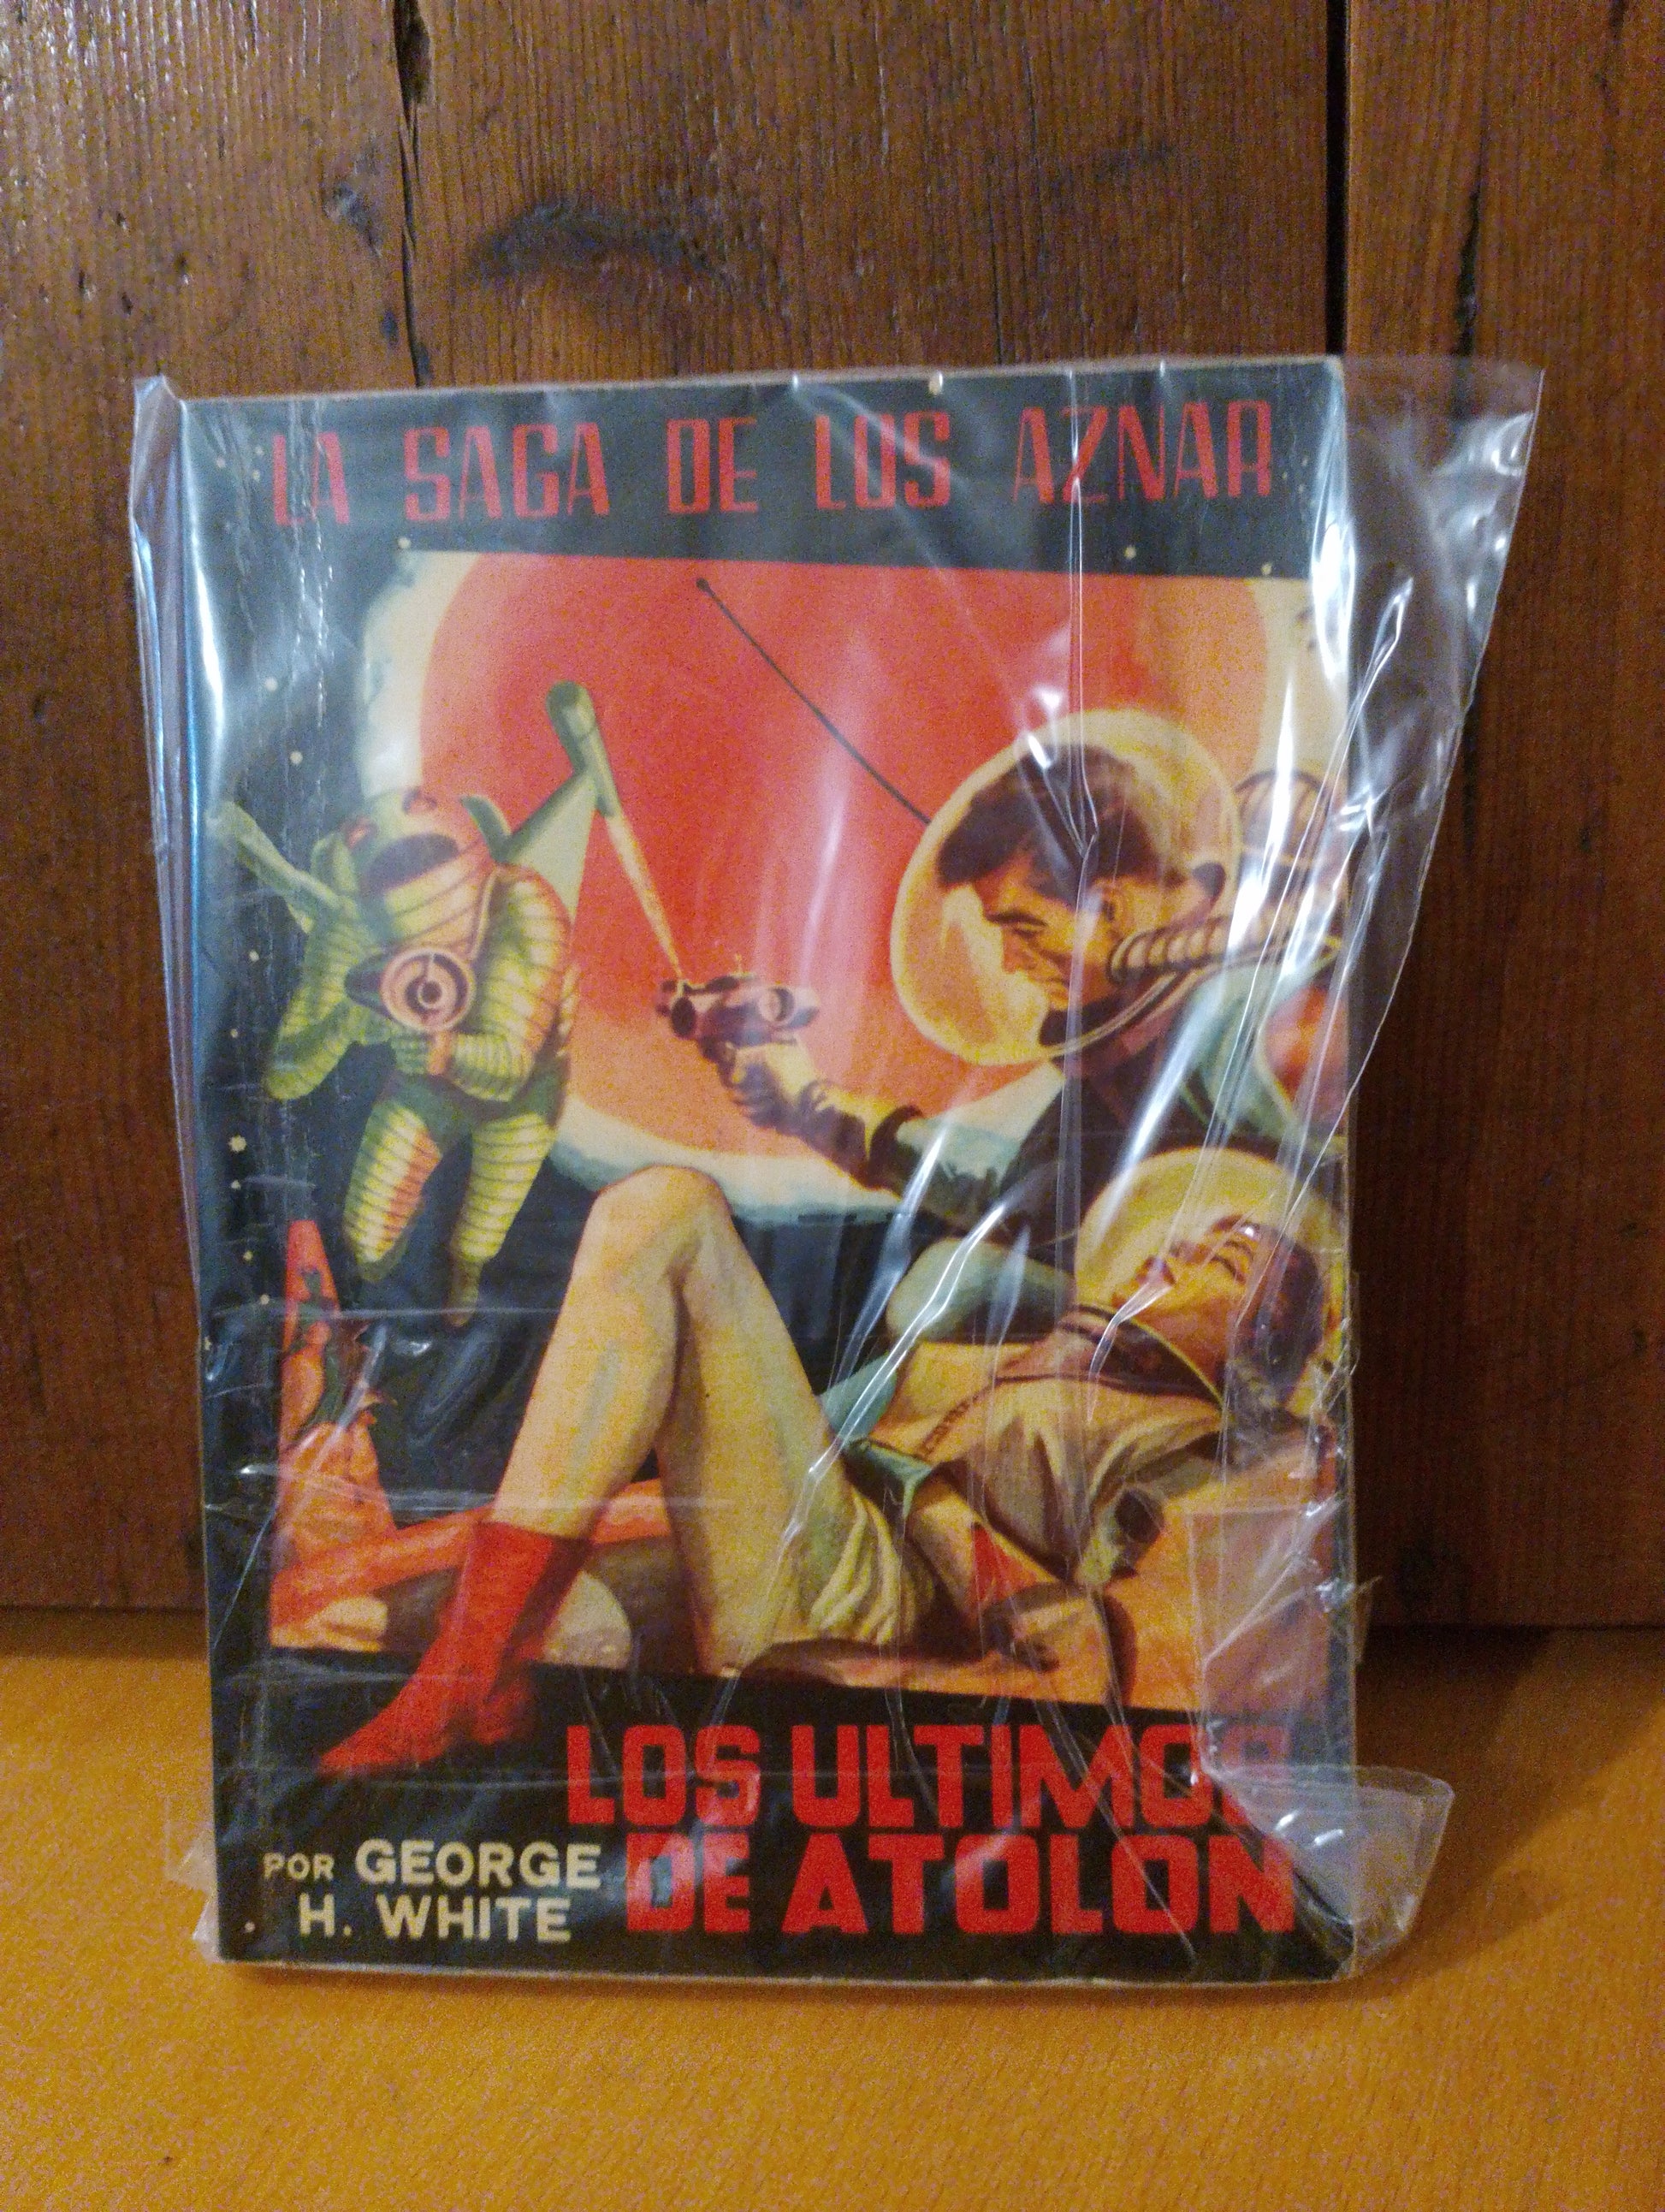 LA SAGA DE LOS AZNAR
LOS ULTIMOS
DE ATOLON
POR GEORGE
H. WHITE